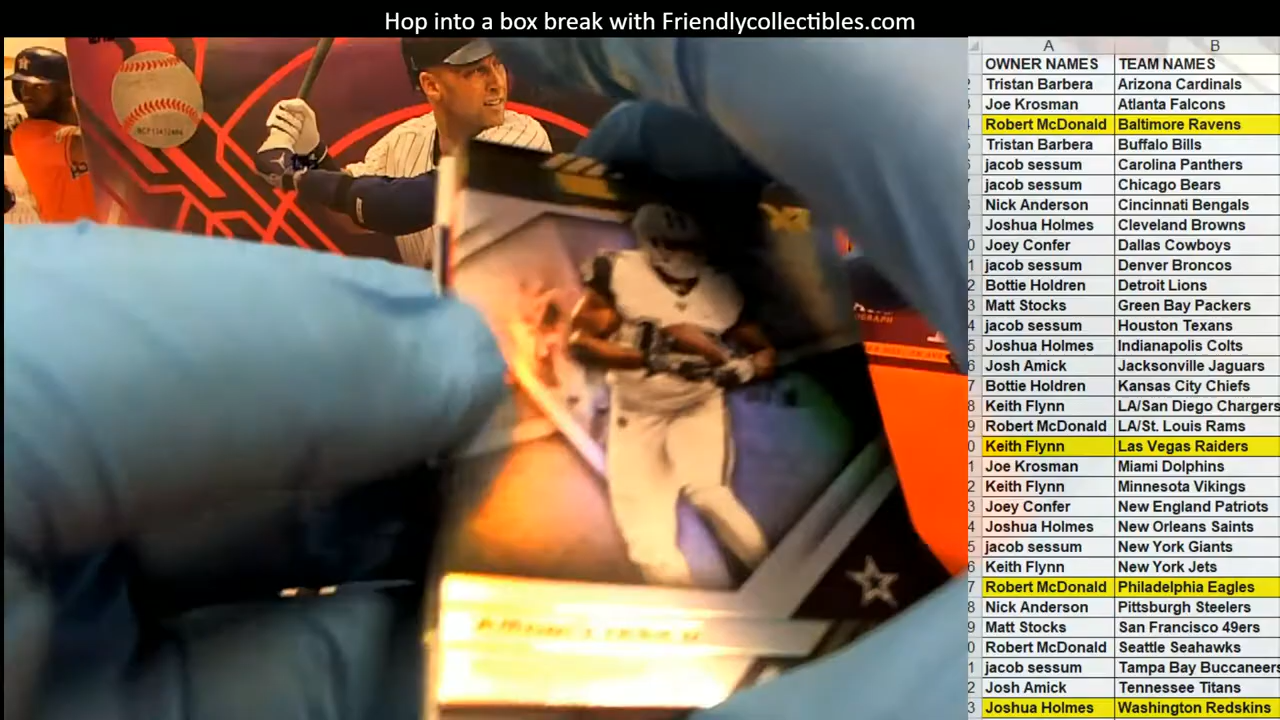 Hop into a box break with Friendlycollectibles.com
A B
OWNER NAMES TEAM NAMES
Tristan Barbera Arizona Cardinals
Joe Krosman Atlanta Falcons
Robert McDonald Baltimore Ravens
Tristan Barbera Buffalo Bills
jacob sessum Carolina Panthers
jacob sessum Chicago Bears
Nick Anderson Cincinnati Bengals
Joshua Holmes Cleveland Browns
Joey Confer Dallas Cowboys
jacob sessum Denver Broncos
Bottie Holdren Detroit Lions
Matt Stocks Green Bay Packers
jacob sessum Houston Texans
Joshua Holmes Indianapolis Colts
Josh Amick Jacksonville Jaguars
Bottie Holdren Kansas City Chiefs
Keith Flynn LA/San Diego Chargers
Robert McDonald LA/St. Louis Rams
Keith Flynn Las Vegas Raiders
Joe Krosman Miami Dolphins
Keith Flynn Minnesota Vikings
Joey Confer New England Patriots
Joshua Holmes New Orleans Saints
jacob sessum New York Giants
Keith Flynn New York Jets
Robert McDonald Philadelphia Eagles
Nick Anderson Pittsburgh Steelers
Matt Stocks San Francisco 49ers
Robert McDonald Seattle Seahawks
jacob sessum Tampa Bay Buccaneers
Josh Amick Tennessee Titans
Joshua Holmes Washington Redskins